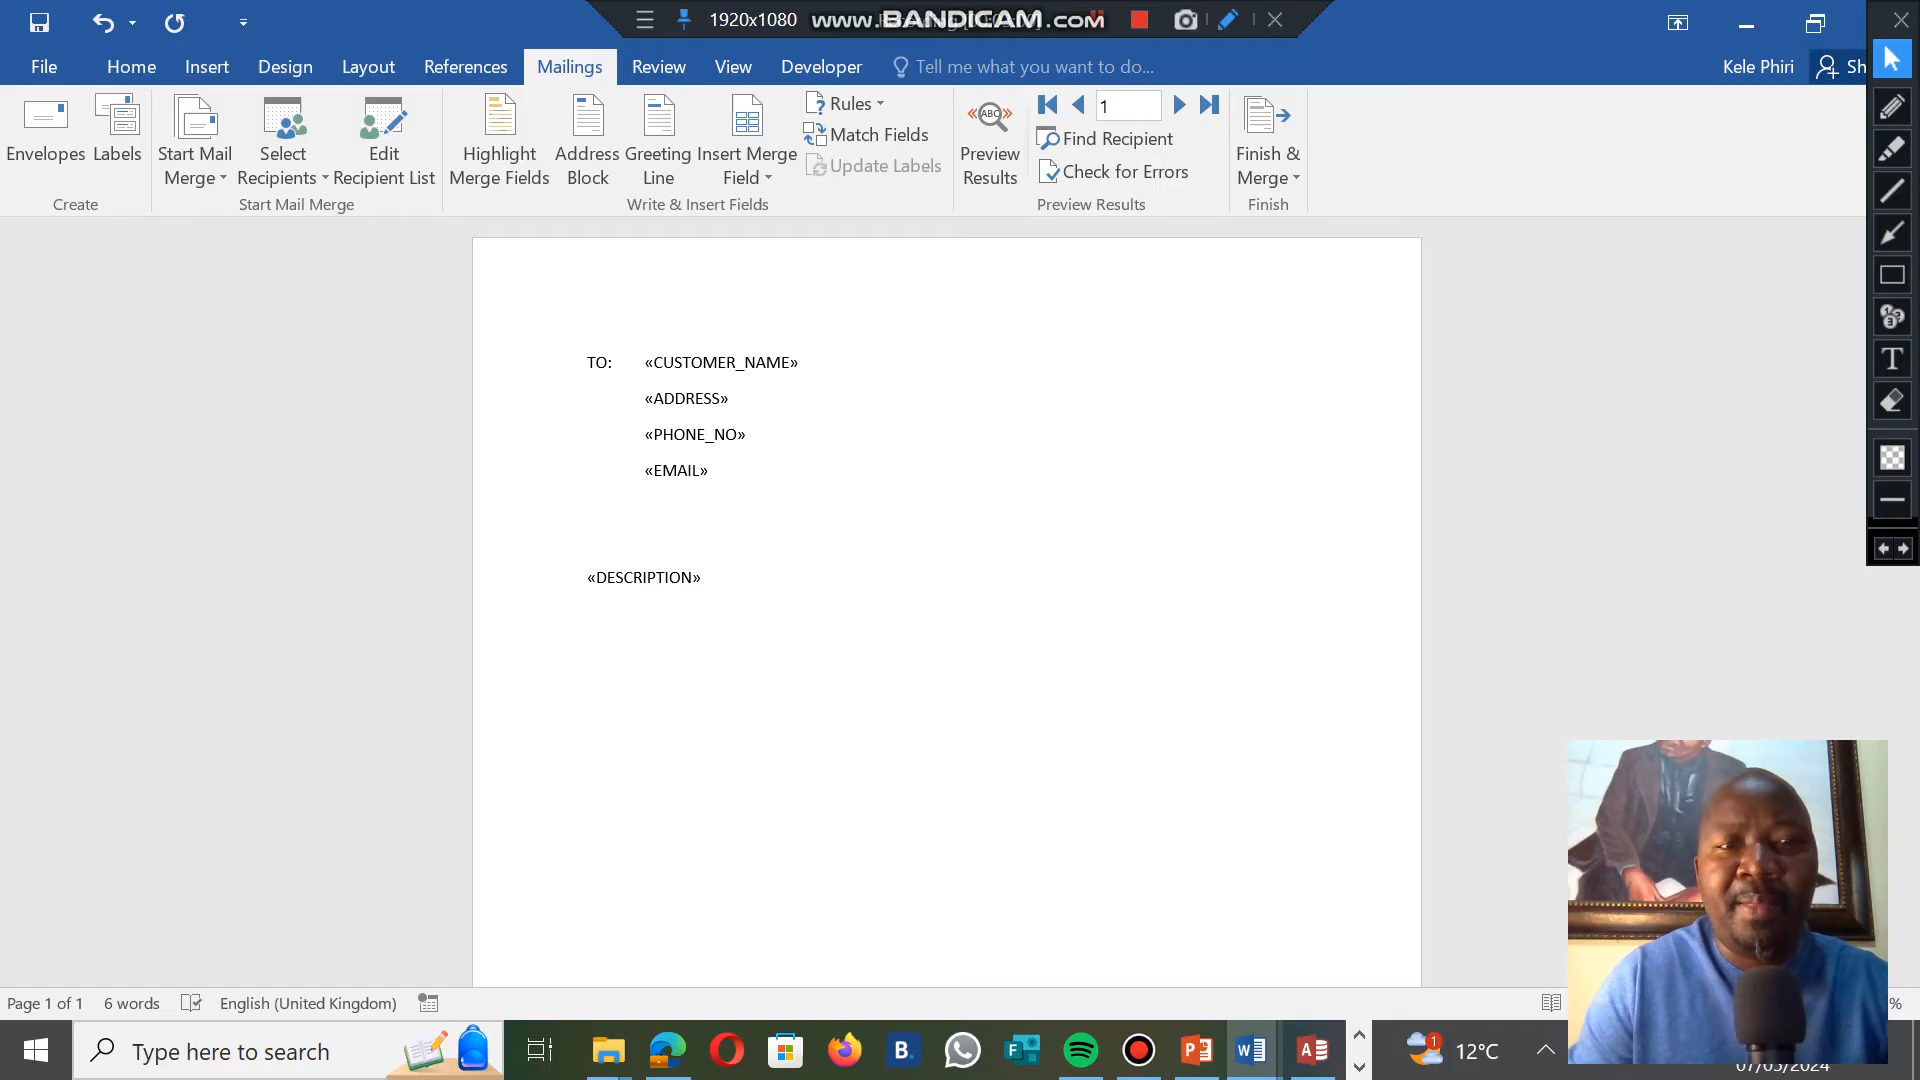 1920x1080
www.BANDICAM.com
File Home Insert Design Layout References Mailings Review View Developer Tell me what you want to do... Kele Phiri Sh
Envelopes Labels
Create
Start Mail Merge
Select Recipients
Edit Recipient List
Start Mail Merge
Highlight Merge Fields
Address Block
Greeting Line
Insert Merge Field
Rules
Match Fields
Update Labels
Write & Insert Fields
ABC
Preview Results
1
Find Recipient
Check for Errors
Preview Results
Finish & Merge
Finish
TO: «CUSTOMER_NAME»
«ADDRESS»
«PHONE_NO»
«EMAIL»
«DESCRIPTION»
Page 1 of 1 6 words English (United Kingdom) %
Type here to search
1
12°C